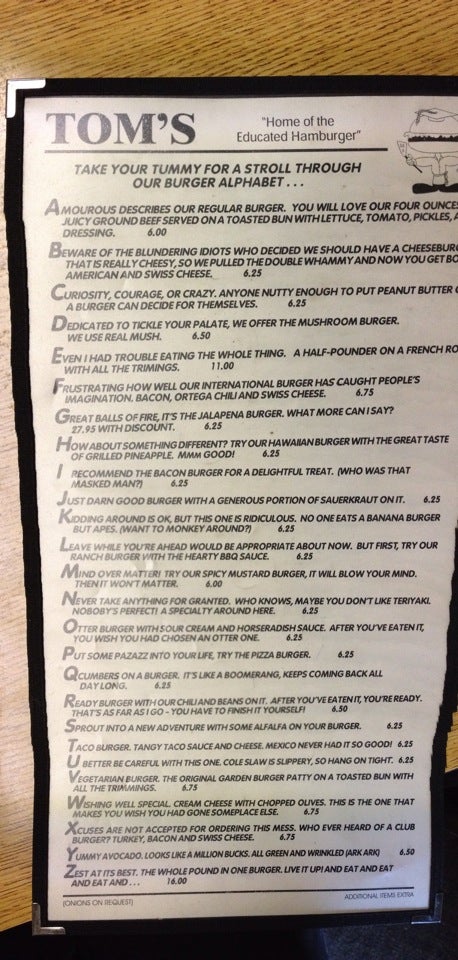 TOM'S
"Home of the
Educated Hamburger"
TAKE YOUR TUMMY FOR A STROLL THROUGH
OUR BURGER ALPHABET . . .
AMOUROUS DESCRIBES OUR REGULAR BURGER. YOU WILL LOVE OUR FOUR OUNCES
JUICY GROUND BEEF SERVED ON A TOASTED BUN WITH LETTUCE, TOMATO, PICKLES,
DRESSING. 6.00
BEWARE OF THE BLUNDERING IDIOTS WHO DECIDED WE SHOULD HAVE A CHEESEBURG
THAT IS REALLY CHEESY, SO WE PULLED THE DOUBLE WHAMMY AND NOW YOU GET BO
AMERICAN AND SWISS CHEESE. 6.25
CURIOSITY, COURAGE, OR CRAZY. ANYONE NUTTY ENOUGH TO PUT PEANUT BUTTER
A BURGER CAN DECIDE FOR THEMSELVES. 6.25
DEDICATED TO TICKLE YOUR PALATE, WE OFFER THE MUSHROOM BURGER.
WE USE REAL MUSH. 6.50
EVEN I HAD TROUBLE EATING THE WHOLE THING. A HALF-POUNDER ON A FRENCH RO
WITH ALL THE TRIMINGS. 11.00
FRUSTRATING HOW WELL OUR INTERNATIONAL BURGER HAS CAUGHT PEOPLE'S
IMAGINATION. BACON, ORTEGA CHILI AND SWISS CHEESE. 6.75
GREAT BALLS OF FIRE, IT'S THE JALAPENA BURGER. WHAT MORE CAN I SAY?
27.95 WITH DISCOUNT. 6.25
HOW ABOUT SOMETHING DIFFERENT? TRY OUR HAWAIIAN BURGER WITH THE GREAT TASTE
OF GRILLED PINEAPPLE. MMM GOOD! 6.25
I RECOMMEND THE BACON BURGER FOR A DELIGHTFUL TREAT. (WHO WAS THAT
MASKED MAN?) 6.25
JUST DARN GOOD BURGER WITH A GENEROUS PORTION OF SAUERKRAUT ON IT. 6.25
KIDDING AROUND IS OK, BUT THIS ONE IS RIDICULOUS. NO ONE EATS A BANANA BURGER
BUT APES. (WANT TO MONKEY AROUND?) 6.25
LEAVE WHILE YOU'RE AHEAD WOULD BE APPROPRIATE ABOUT NOW. BUT FIRST, TRY OUR
RANCH BURGER WITH THE HEARTY BBQ SAUCE. 6.25
MIND OVER MATTER! TRY OUR SPICY MUSTARD BURGER, IT WILL BLOW YOUR MIND.
THEN IT WON'T MATTER. 6.00
NEVER TAKE ANYTHING FOR GRANTED. WHO KNOWS, MAYBE YOU DON'T LIKE TERIYAKI.
NOBOBY'S PERFECT! A SPECIALTY AROUND HERE. 6.25
OTTER BURGER WITH SOUR CREAM AND HORSERADISH SAUCE. AFTER YOU'VE EATEN IT,
YOU WISH YOU HAD CHOSEN AN OTTER ONE. 6.25
PUT SOME PAZAZZ INTO YOUR LIFE, TRY THE PIZZA BURGER. 6.25
QCUMBERS ON A BURGER. IT'S LIKE A BOOMERANG, KEEPS COMING BACK ALL
DAY LONG. 6.25
READY BURGER WITH CHILI AND BEANS ON IT. AFTER YOU'VE EATEN IT, YOU'RE READY.
THAT'S AS FAR AS I GO - YOU HAVE TO FINISH IT YOURSELF! 6.50
SPROUT INTO A NEW ADVENTURE WITH SOME ALFALFA ON YOUR BURGER. 6.25
TACO BURGER. TANGY TACO SAUCE AND CHEESE. MEXICO NEVER HAD IT SO GOOD! 6.25
U BETTER BE CAREFUL WITH THIS ONE. COLE SLAW IS SLIPPERY, SO HANG ON TIGHT. 6.25
VEGETARIAN BURGER. THE ORIGINAL GARDEN BURGER PATTY ON A TOASTED BUN WITH
ALL THE TRIMMINGS. 6.75
WISHING WELL SPECIAL. CREAM CHEESE WITH CHOPPED OLIVES. THIS IS THE ONE THAT
MAKES YOU WISH YOU HAD GONE SOMEPLACE ELSE. 6.75
XCUSES ARE NOT ACCEPTED FOR ORDERING THIS MESS. WHO EVER HEARD OF A CLUB
BURGER? TURKEY, BACON AND SWISS CHEESE. 6.75
YUMMY AVOCADO. LOOKS LIKE A MILLION BUCKS. ALL GREEN AND WRINKLED (ARK ARK) 6.50
ZEST AT ITS BEST. THE WHOLE POUND IN ONE BURGER. LIVE IT UP! AND EAT AND EAT
AND EAT AND . . . 16.00
(ONIONS ON REQUEST)
ADDITIONAL ITEMS EXTRA